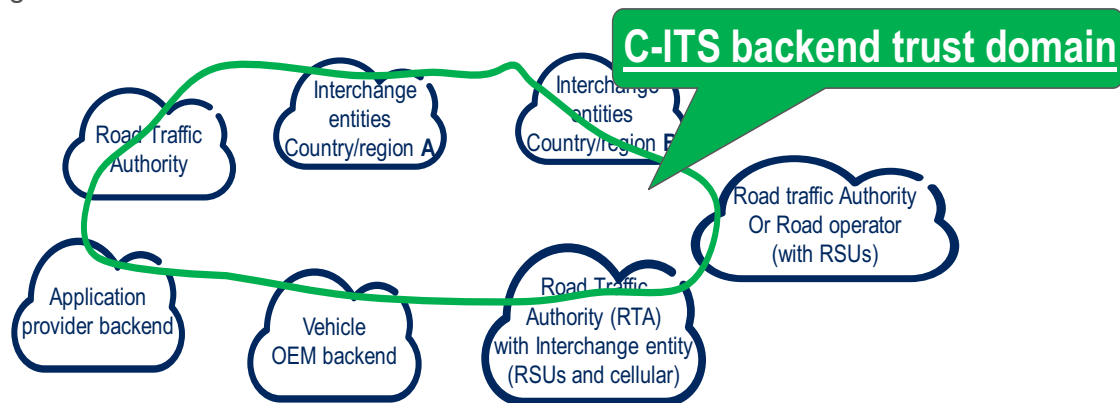 C-ITS backend trust domain
Interchange
entities
Country/region A
Interchange
entities
Country/region B
Road Traffic
Authority
Road traffic Authority
Or Road operator
(with RSUs)
Application
provider backend
Vehicle
OEM backend
Road Traffic
Authority (RTA)
with Interchange entity
(RSUs and cellular)